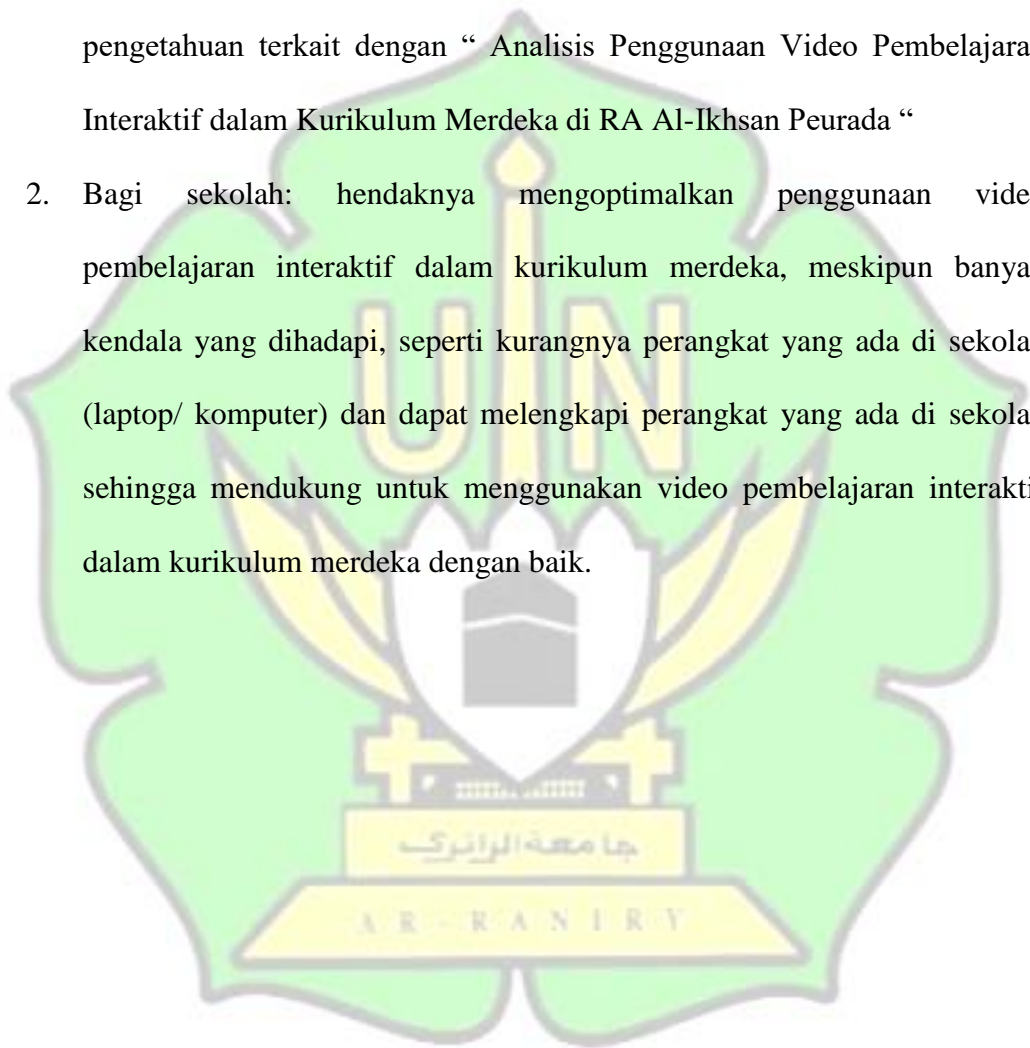 pengetahuan terkait dengan “ Analisis Penggunaan Video Pembelajara
Interaktif dalam Kurikulum Merdeka di RA Al-Ikhsan Peurada “
2. Bagi sekolah: hendaknya mengoptimalkan penggunaan vide
pembelajaran interaktif dalam kurikulum merdeka, meskipun banya
kendala yang dihadapi, seperti kurangnya perangkat yang ada di sekola
(laptop/ komputer) dan dapat melengkapi perangkat yang ada di sekola
sehingga mendukung untuk menggunakan video pembelajaran interakti
dalam kurikulum merdeka dengan baik.
UIN
جامعة الرانري
AR-RANIRY